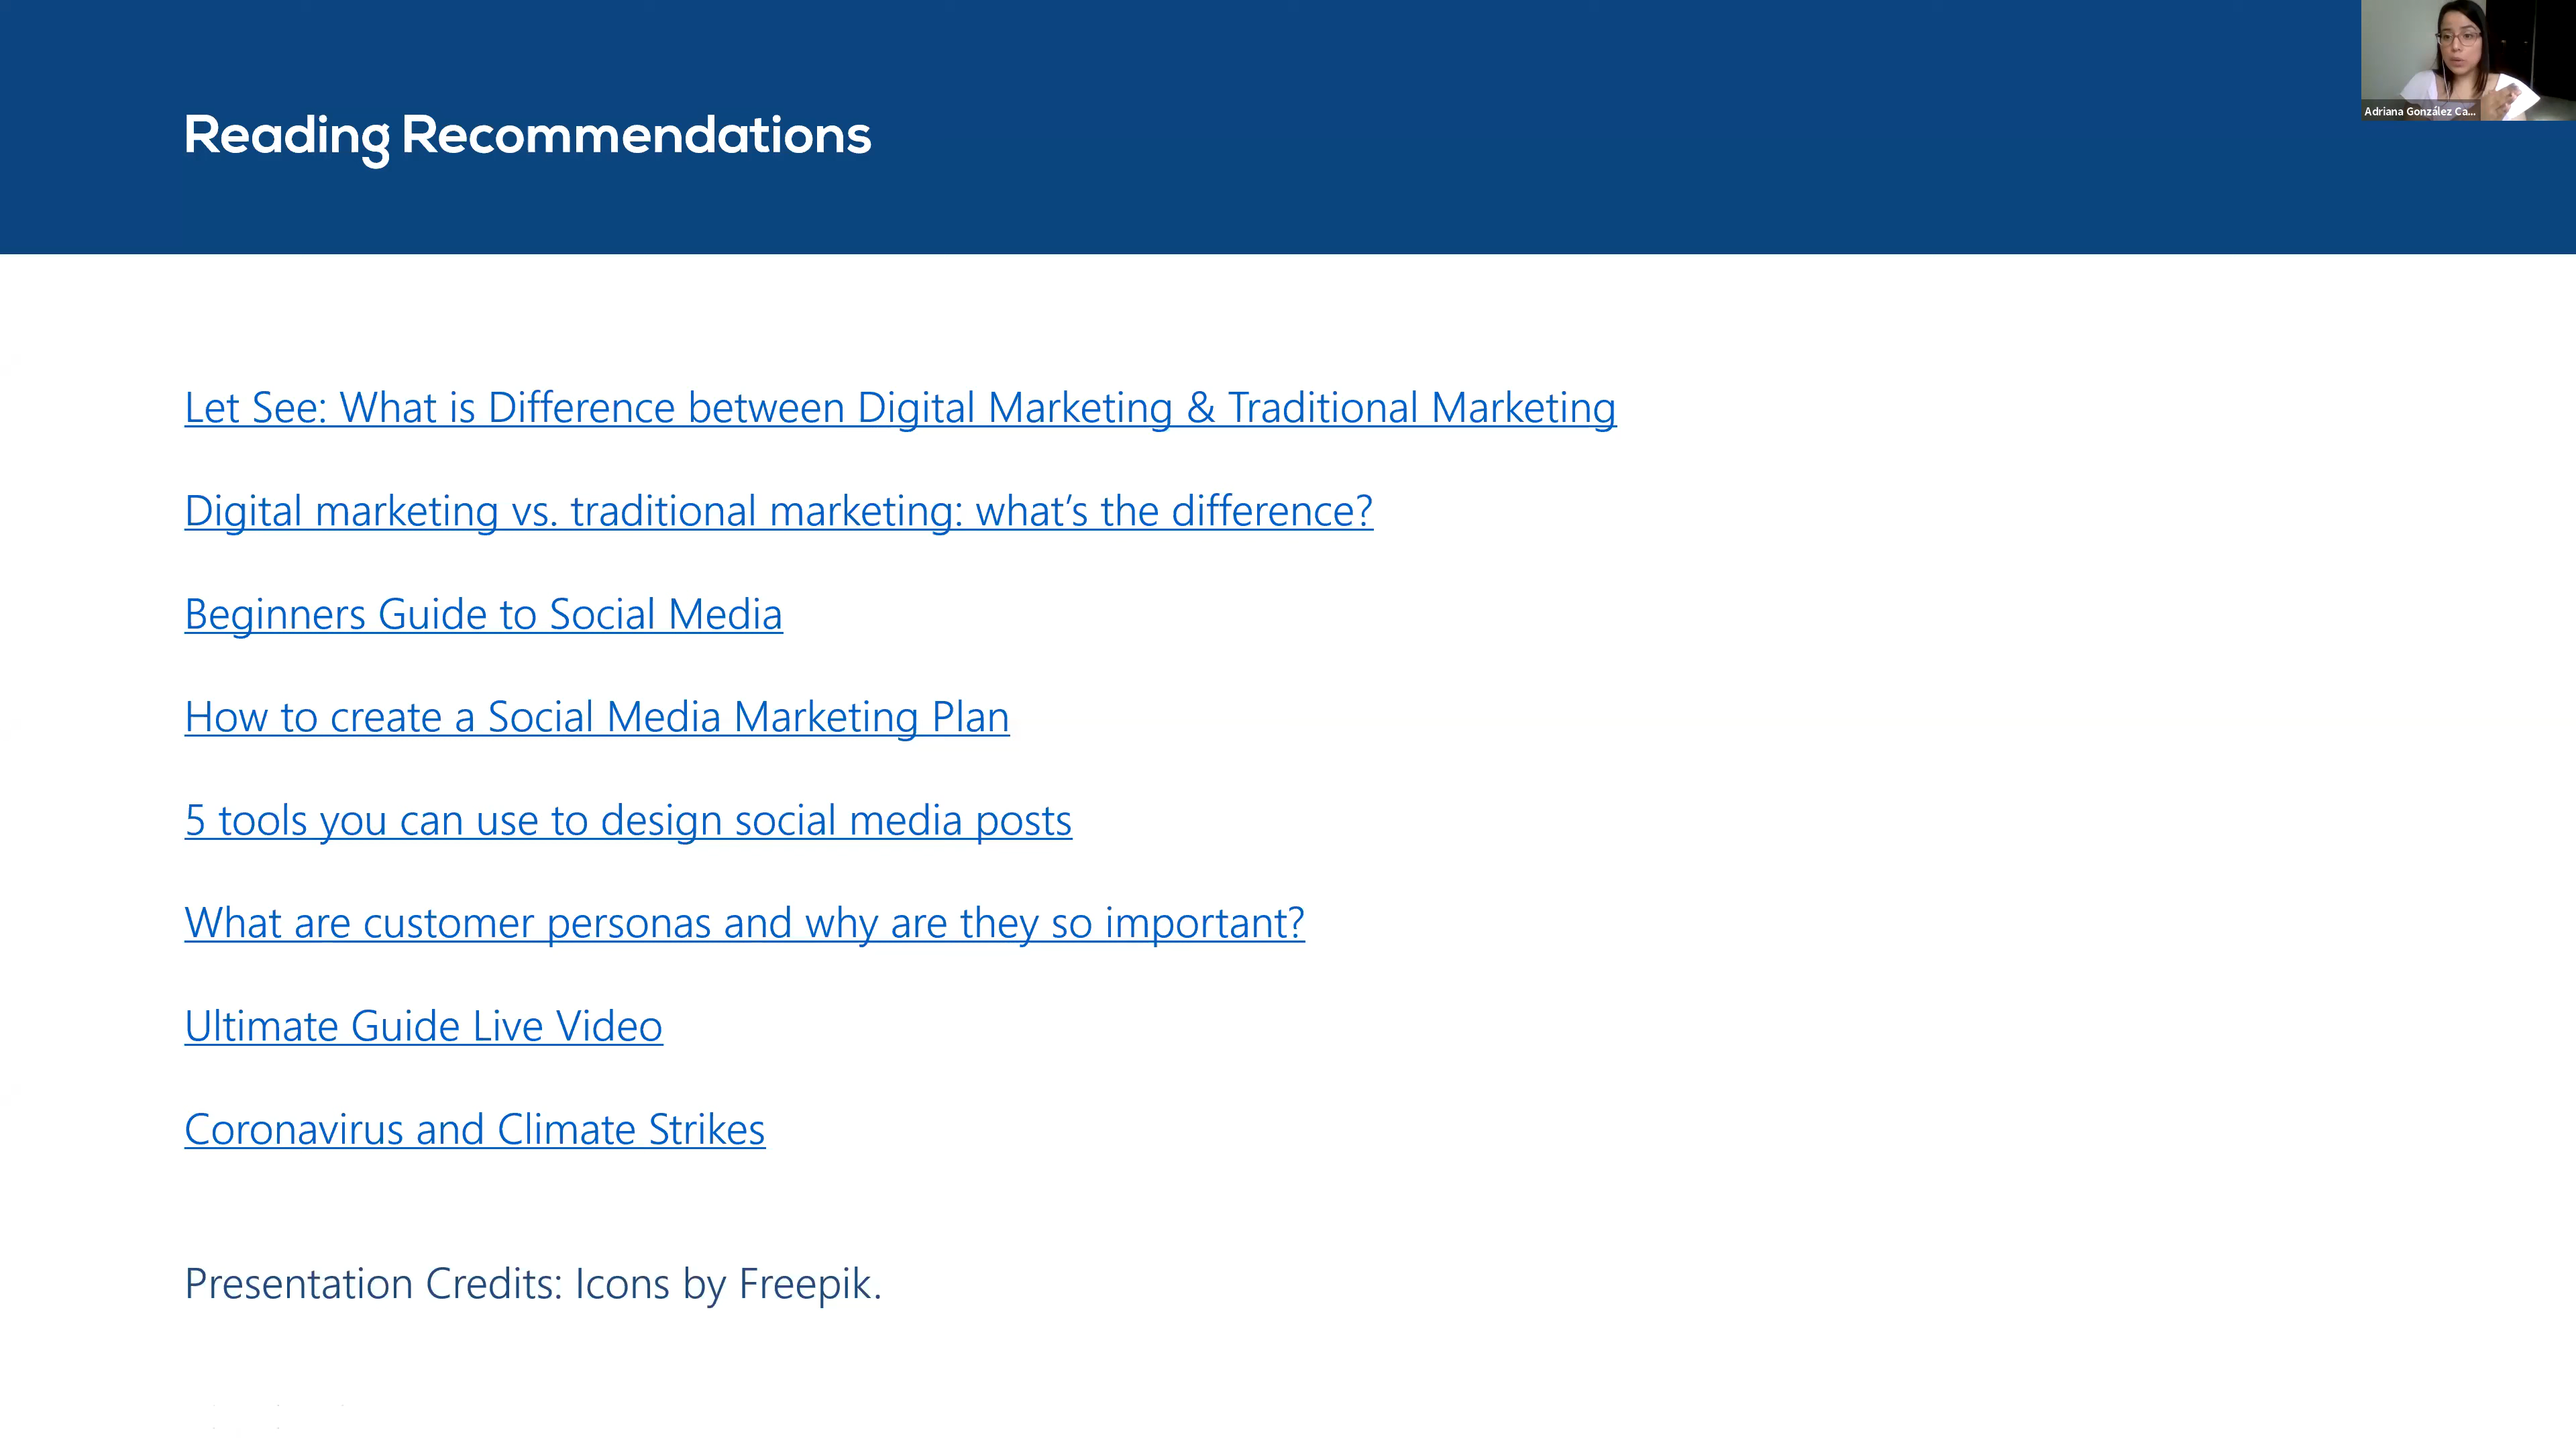 Reading Recommendations
Adriana González Ca...
Let See: What is Difference between Digital Marketing & Traditional Marketing
Digital marketing vs. traditional marketing: what's the difference?
Beginners Guide to Social Media
How to create a Social Media Marketing Plan
5 tools you can use to design social media posts
What are customer personas and why are they so important?
Ultimate Guide Live Video
Coronavirus and Climate Strikes
Presentation Credits: Icons by Freepik.